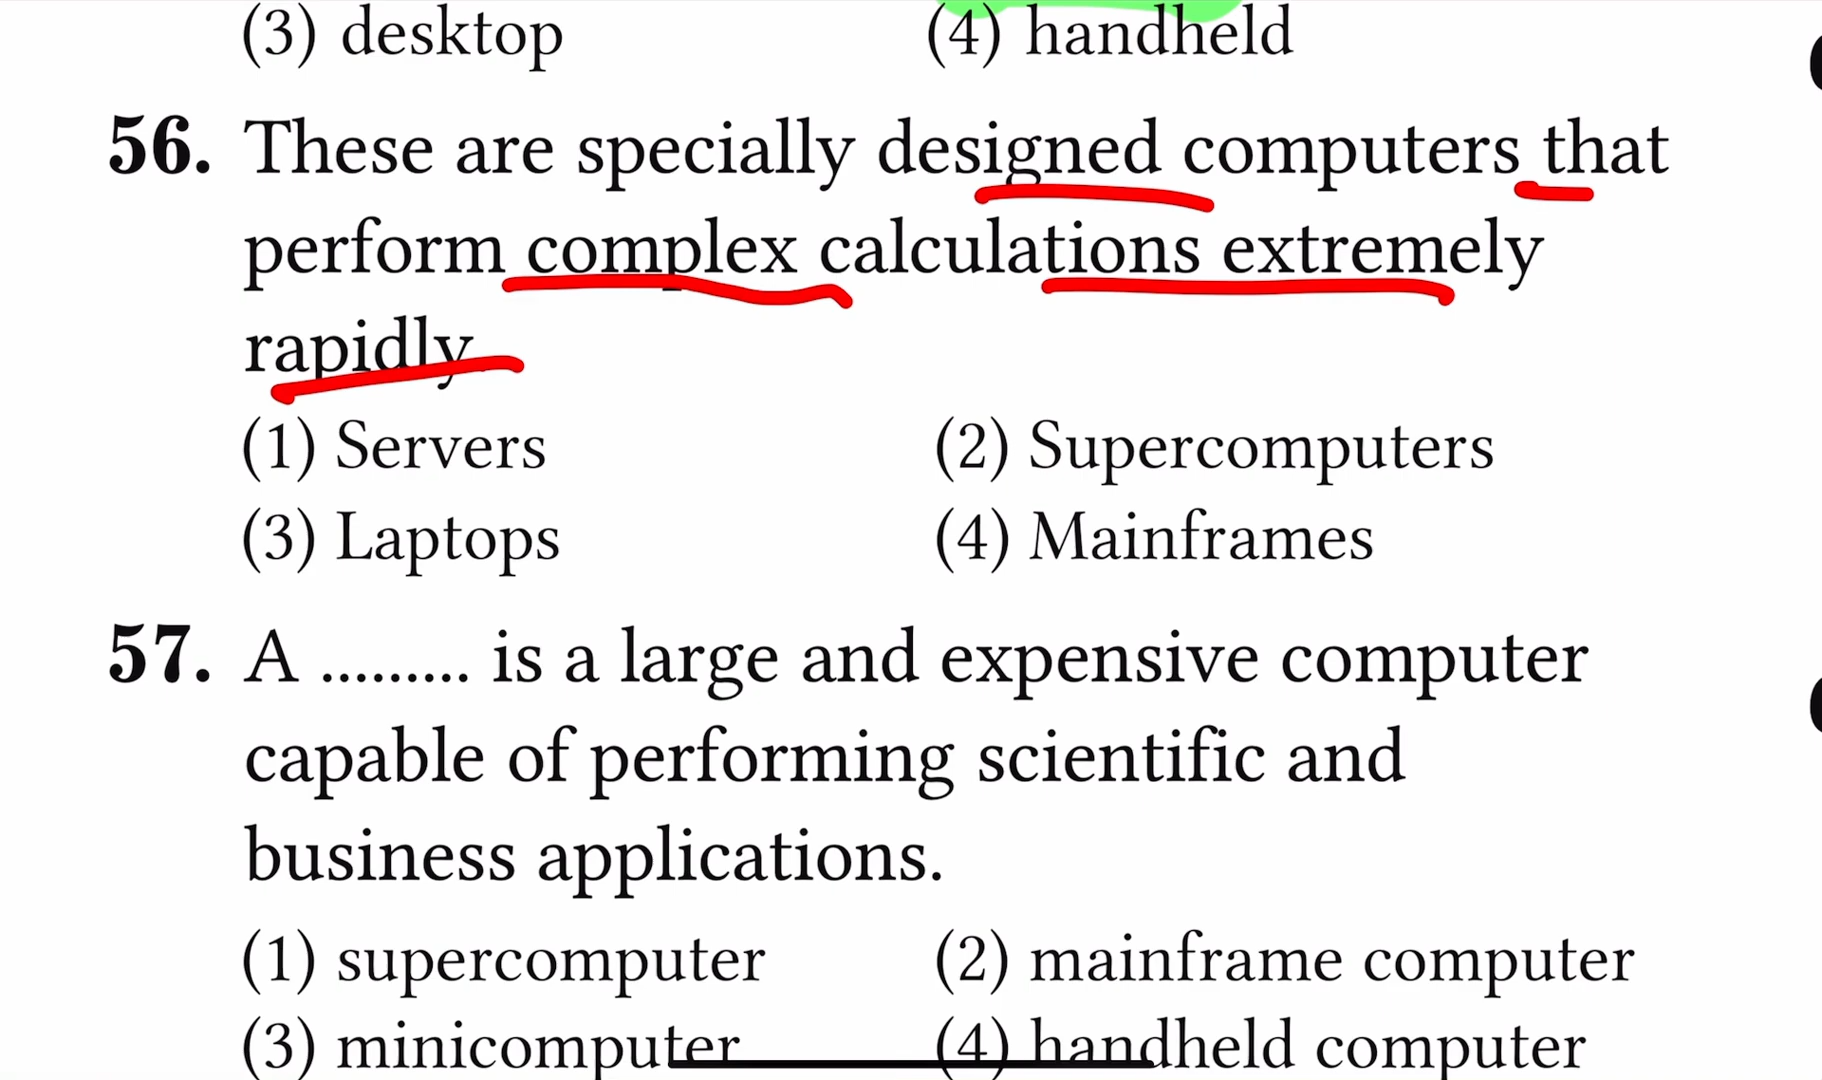 (3) desktop (4) handheld
56. These are specially designed computers that
perform complex calculations extremely
rapidly.
(1) Servers (2) Supercomputers
(3) Laptops (4) Mainframes
57. A ......... is a large and expensive computer
capable of performing scientific and
business applications.
(1) supercomputer (2) mainframe computer
(3) minicomputer (4) handheld computer